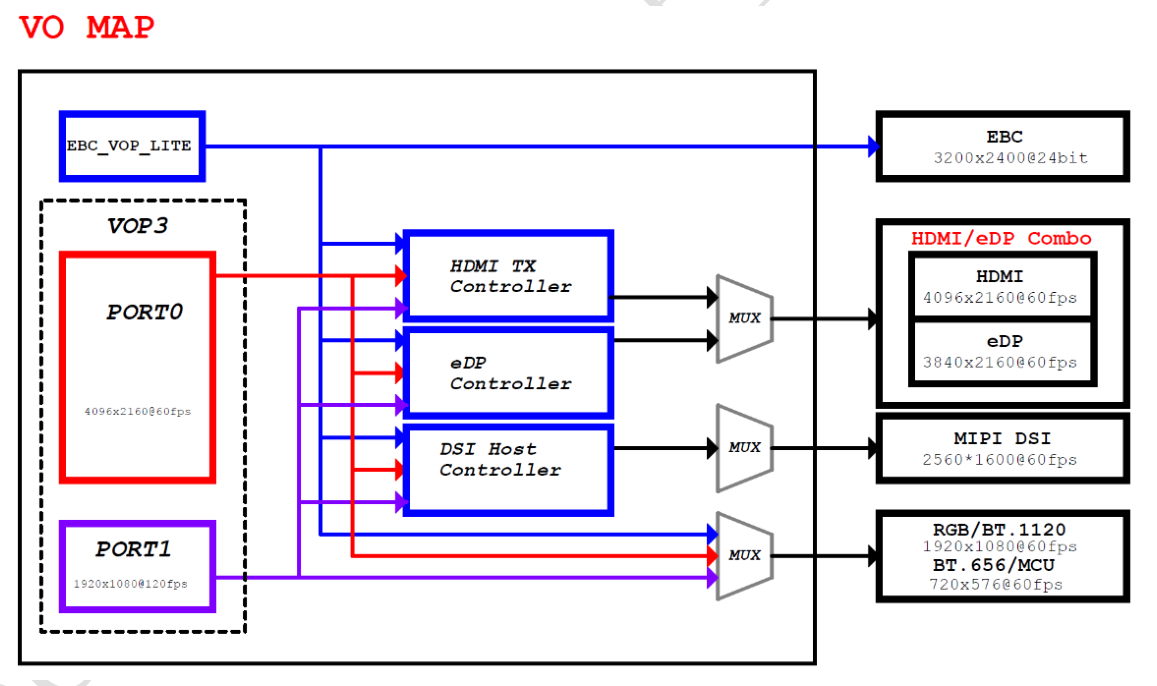 VO MAP
EBC_VOP_LITE
EBC
3200x2400@24bit
VOP3
PORT0
4096x2160@60fps
PORT1
1920x1080@120fps
HDMI TX
Controller
eDP
Controller
DSI Host
Controller
MUX
MUX
MUX
HDMI/eDP Combo
HDMI
4096x2160@60fps
eDP
3840x2160@60fps
MIPI DSI
2560*1600@60fps
RGB/BT.1120
1920x1080@60fps
BT.656/MCU
720x576@60fps